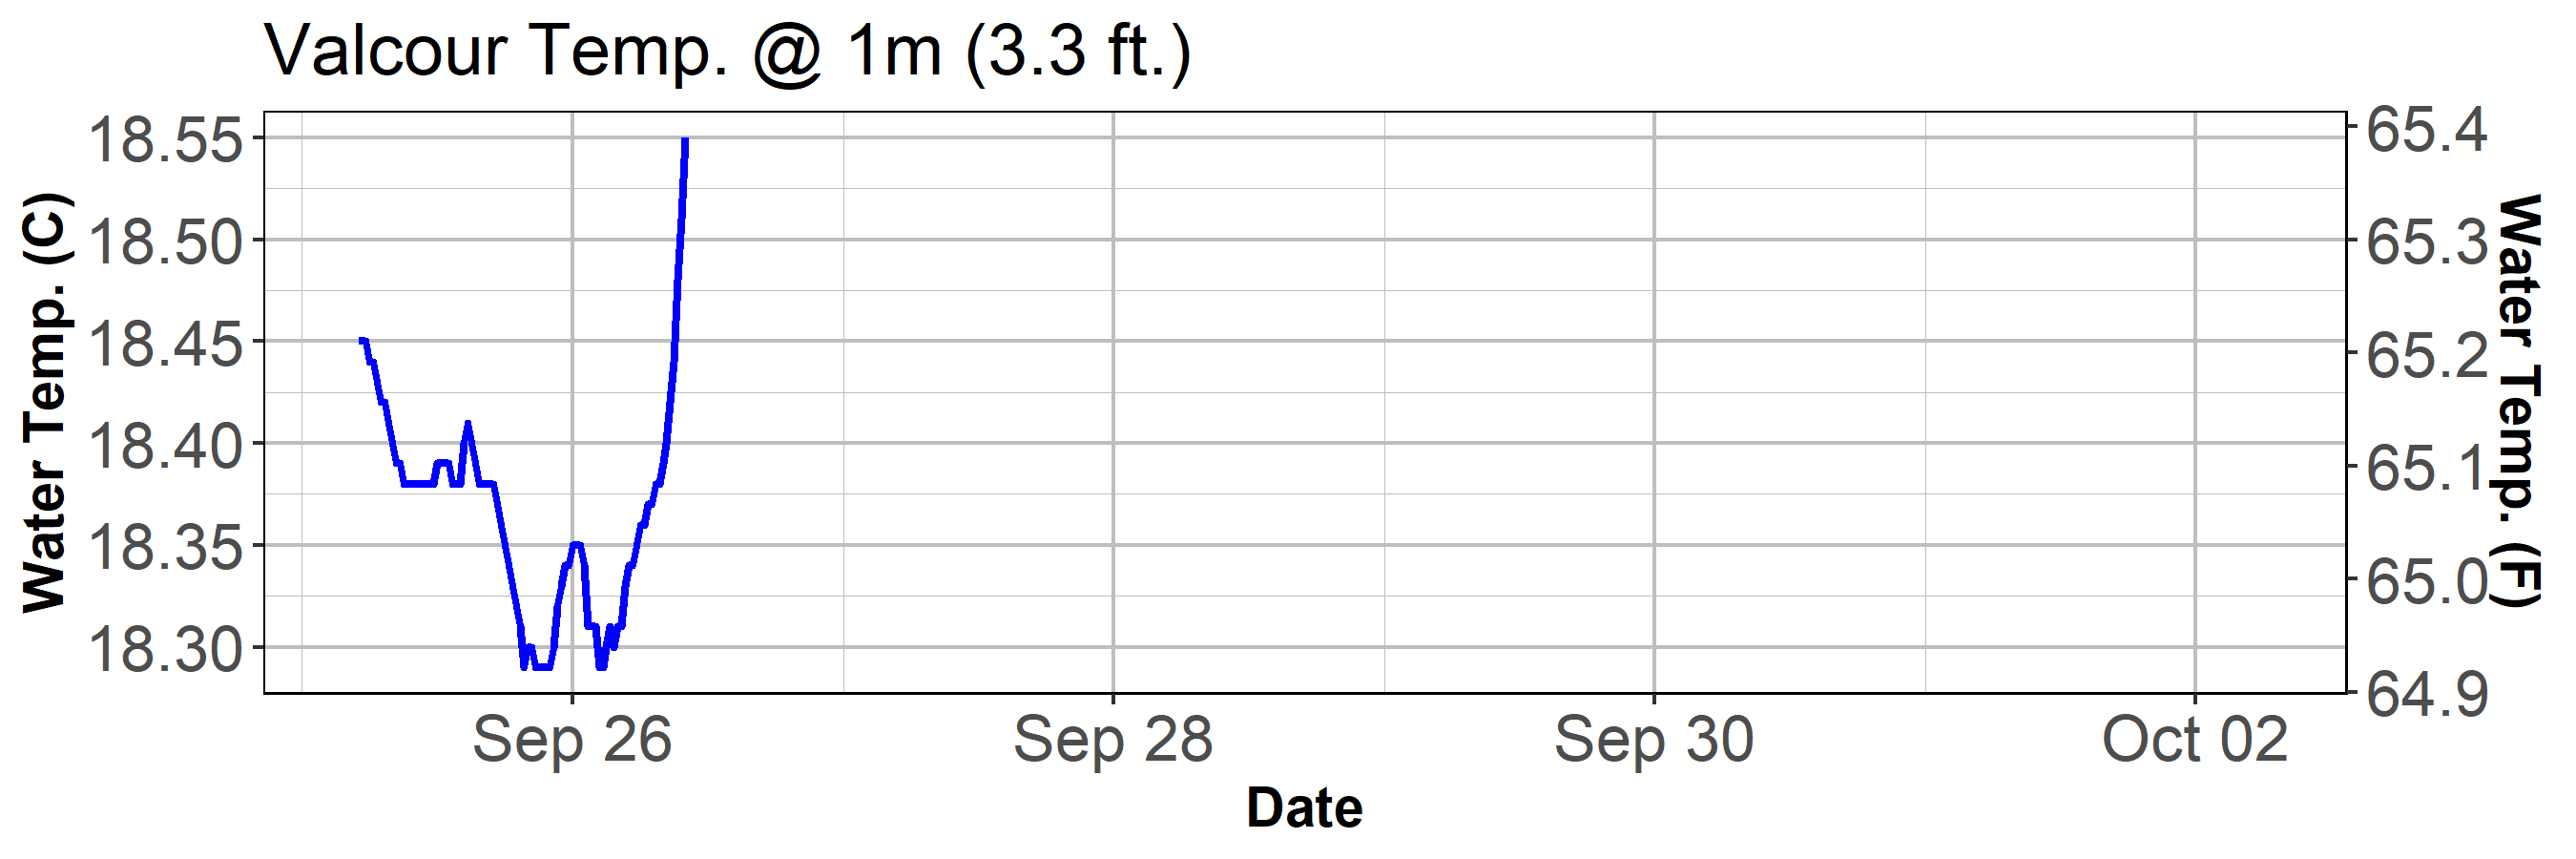 Valcour Temp. @ 1m (3.3 ft.)
Water Temp. (C)
18.55
18.50
18.45
18.40
18.35
18.30
65.4
65.3
65.2
65.1
65.0
64.9
Water Temp. (F)
Sep 26 Sep 28 Sep 30 Oct 02
Date